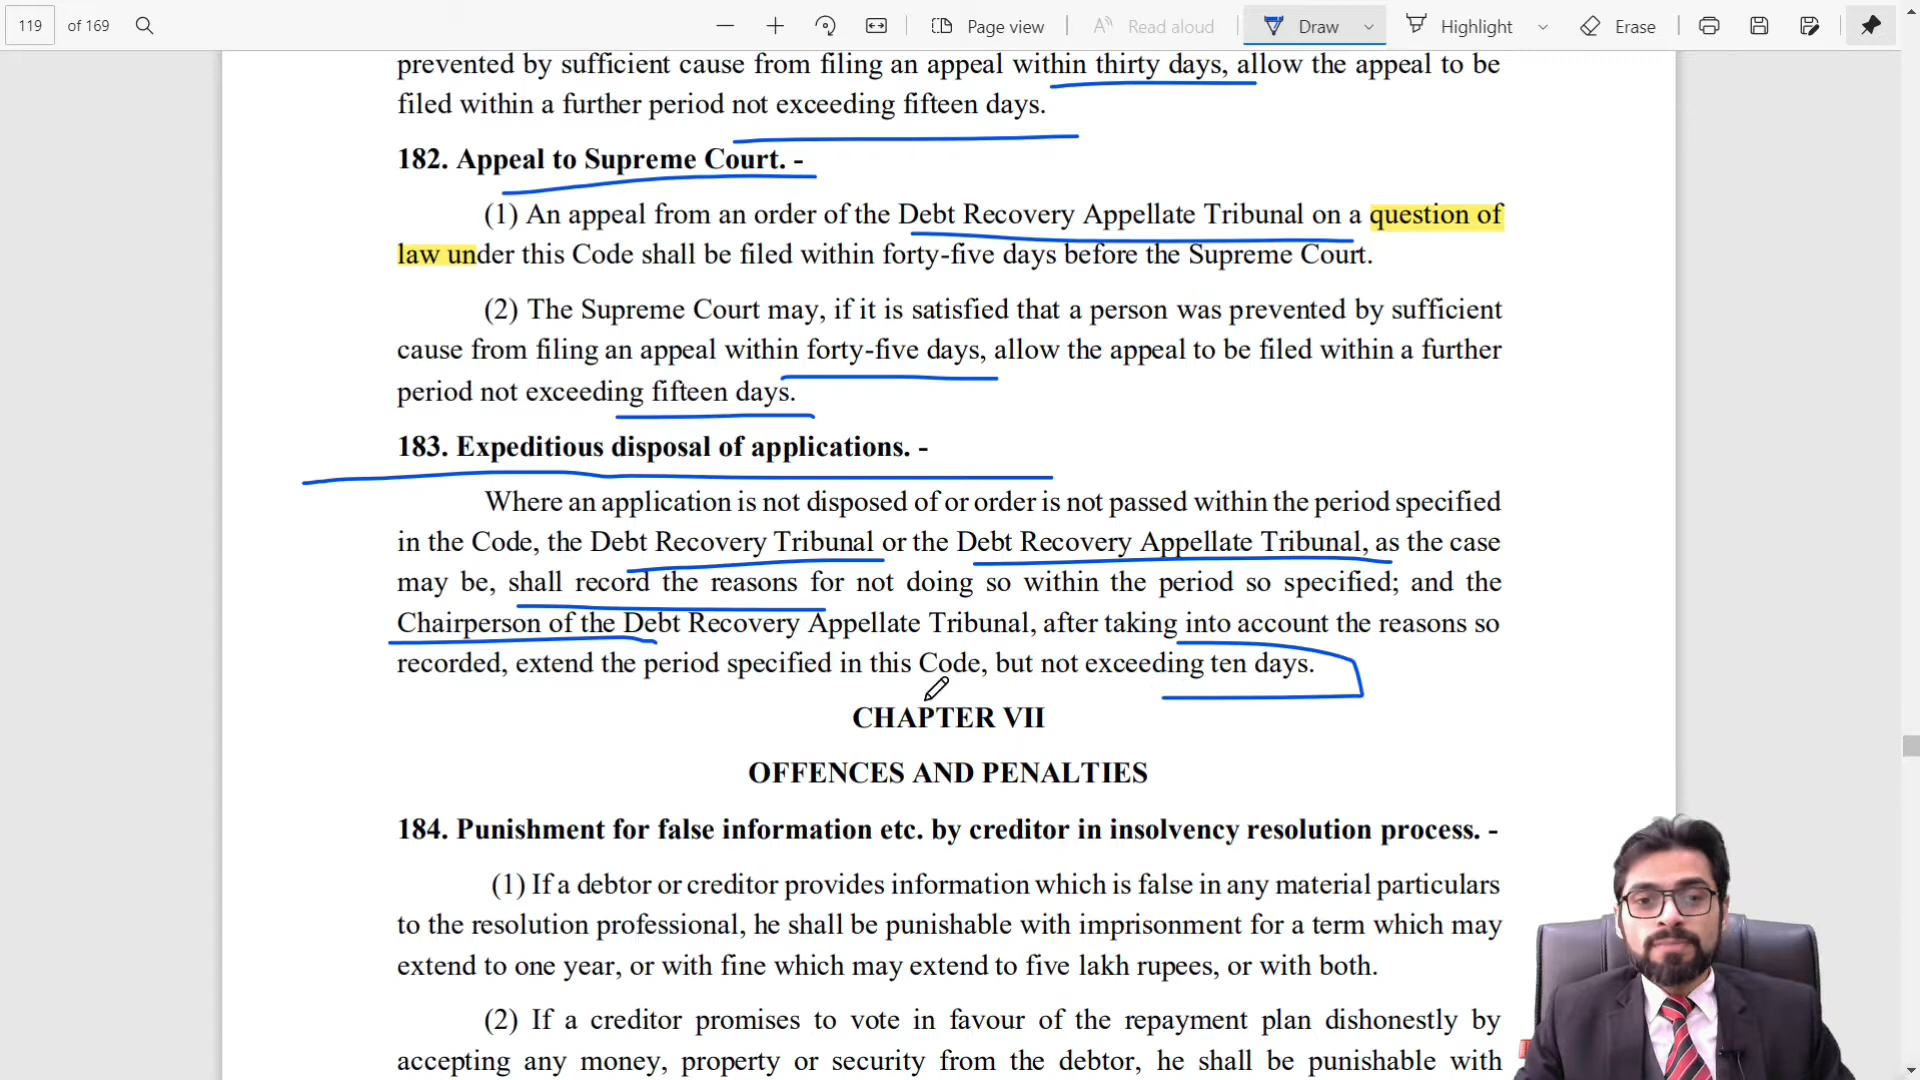 119 of 169 Page view Read aloud Draw Highlight Erase
prevented by sufficient cause from filing an appeal within thirty days, allow the appeal to be
filed within a further period not exceeding fifteen days.
182. Appeal to Supreme Court. -
(1) An appeal from an order of the Debt Recovery Appellate Tribunal on a question of
law under this Code shall be filed within forty-five days before the Supreme Court.
(2) The Supreme Court may, if it is satisfied that a person was prevented by sufficient
cause from filing an appeal within forty-five days, allow the appeal to be filed within a further
period not exceeding fifteen days.
183. Expeditious disposal of applications. -
Where an application is not disposed of or order is not passed within the period specified
in the Code, the Debt Recovery Tribunal or the Debt Recovery Appellate Tribunal, as the case
may be, shall record the reasons for not doing so within the period so specified; and the
Chairperson of the Debt Recovery Appellate Tribunal, after taking into account the reasons so
recorded, extend the period specified in this Code, but not exceeding ten days.
CHAPTER VII
OFFENCES AND PENALTIES
184. Punishment for false information etc. by creditor in insolvency resolution process. -
(1) If a debtor or creditor provides information which is false in any material particulars
to the resolution professional, he shall be punishable with imprisonment for a term which may
extend to one year, or with fine which may extend to five lakh rupees, or with both.
(2) If a creditor promises to vote in favour of the repayment plan dishonestly by
accepting any money, property or security from the debtor, he shall be punishable with